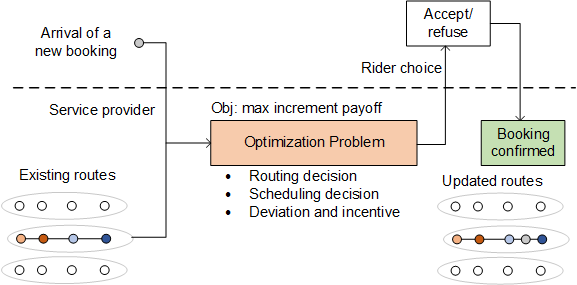 Arrival of a
new booking
Accept/
refuse
Rider choice
Service provider
Obj: max increment payoff
Optimization Problem
Booking
confirmed
Existing routes
• Routing decision
• Scheduling decision
• Deviation and incentive
Updated routes